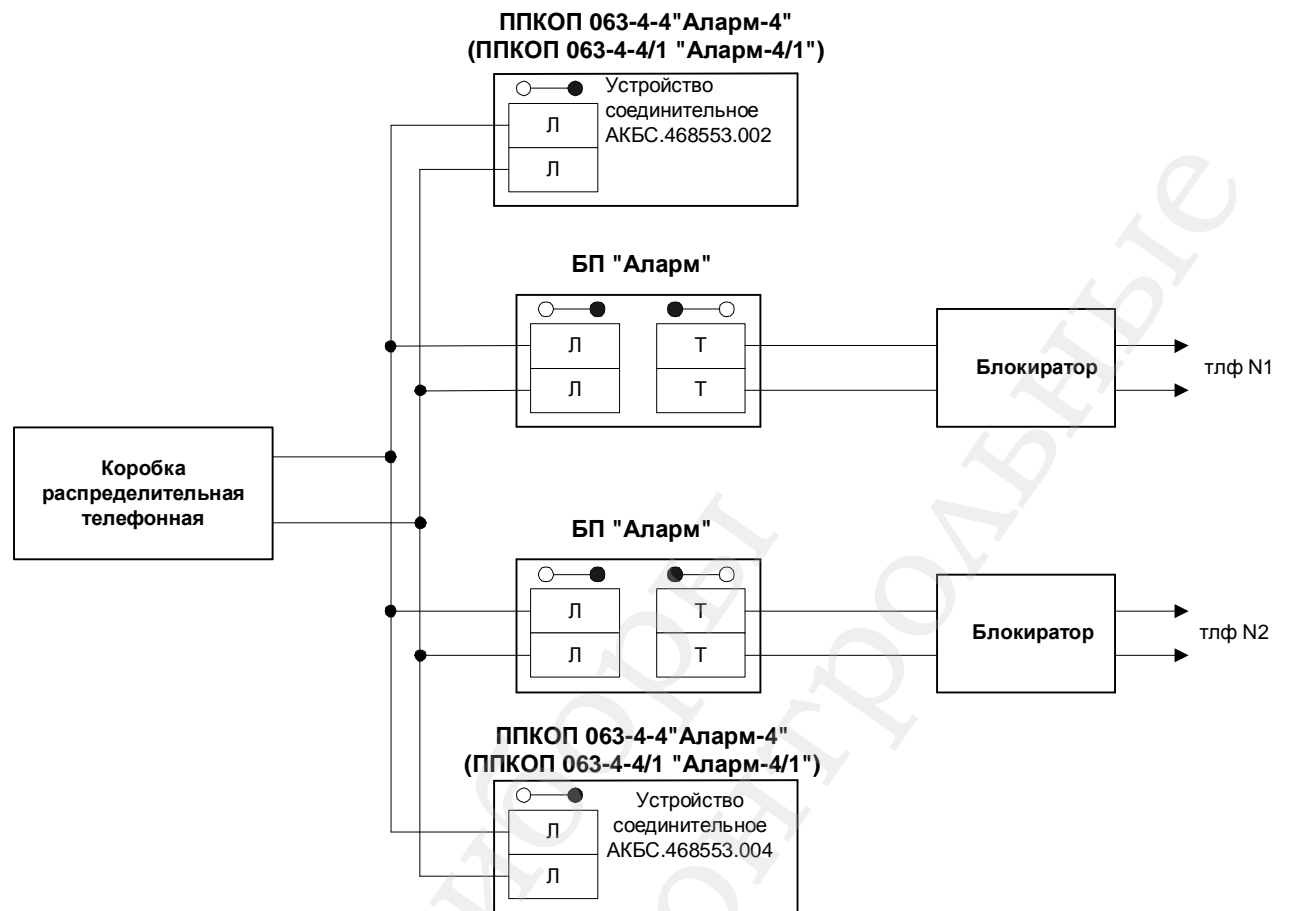 ППКОП 063-4-4"Аларм-4"
(ППКОП 063-4-4/1 "Аларм-4/1")
Устройство
соединительное
АКБС.468553.002
Л
Л
БП "Аларм"
Л
Т
Л
Т
Блокиратор
тлф N1
Коробка
распределительная
телефонная
БП "Аларм"
Л
Т
Л
Т
Блокиратор
тлф N2
ППКОП 063-4-4"Аларм-4"
(ППКОП 063-4-4/1 "Аларм-4/1")
Устройство
соединительное
АКБС.468553.004
Л
Л